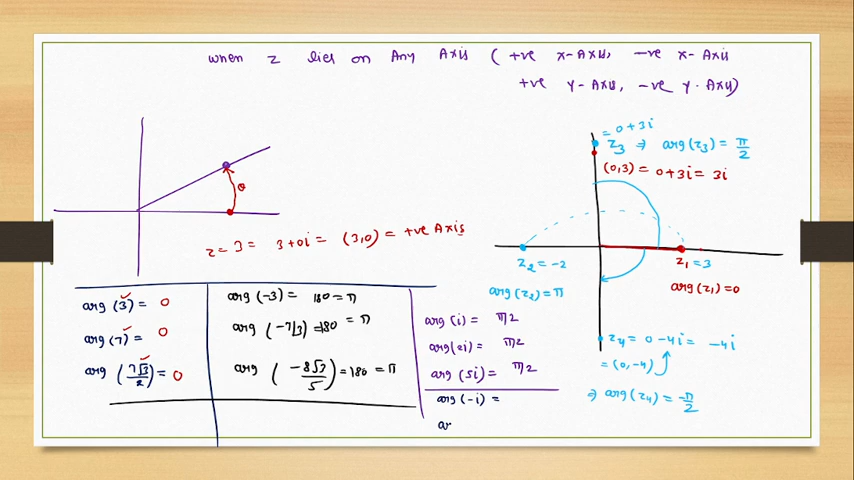 when z lies on Any Axis ( +ve x-Axis, -ve x-Axis
+ve y-Axis, -ve y-Axis)
θ
z = 3 = 3+0i = (3,0) = +ve Axis
= 0+3i
z₃ ⇒ arg(z₃) = π/2
(0,3) = 0+3i = 3i
z₂ = -2
z₁ = 3
arg(z₂) = π
arg(z₁) = 0
z₄ = 0-4i = -4i
= (0,-4)
⇒ arg(z₄) = -π/2
arg (3) = 0
arg (7) = 0
arg (7√3/2) = 0
arg (-3) = 180 = π
arg (-7/3) = 180 = π
arg (-8√3/5) = 180 = π
arg (i) = π/2
arg(2i) = π/2
arg (5i) = π/2
arg (-i) =
ar